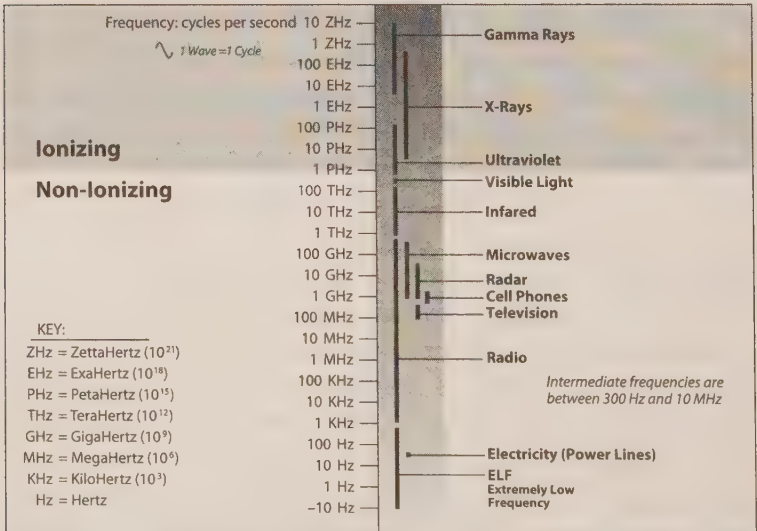 Frequency: cycles per second
1 Wave = 1 Cycle
10 ZHz
1 ZHz
100 EHz
10 EHz
1 EHz
100 PHz
10 PHz
1 PHz
100 THz
10 THz
1 THz
100 GHz
10 GHz
1 GHz
100 MHz
10 MHz
1 MHz
100 KHz
10 KHz
1 KHz
100 Hz
10 Hz
1 Hz
–10 Hz
Ionizing
Non-Ionizing
Gamma Rays
X-Rays
Ultraviolet
Visible Light
Infared
Microwaves
Radar
Cell Phones
Television
Radio
Intermediate frequencies are
between 300 Hz and 10 MHz
Electricity (Power Lines)
ELF
Extremely Low
Frequency
KEY:
ZHz = ZettaHertz (10²¹)
EHz = ExaHertz (10¹⁸)
PHz = PetaHertz (10¹⁵)
THz = TeraHertz (10¹²)
GHz = GigaHertz (10⁹)
MHz = MegaHertz (10⁶)
KHz = KiloHertz (10³)
Hz = Hertz